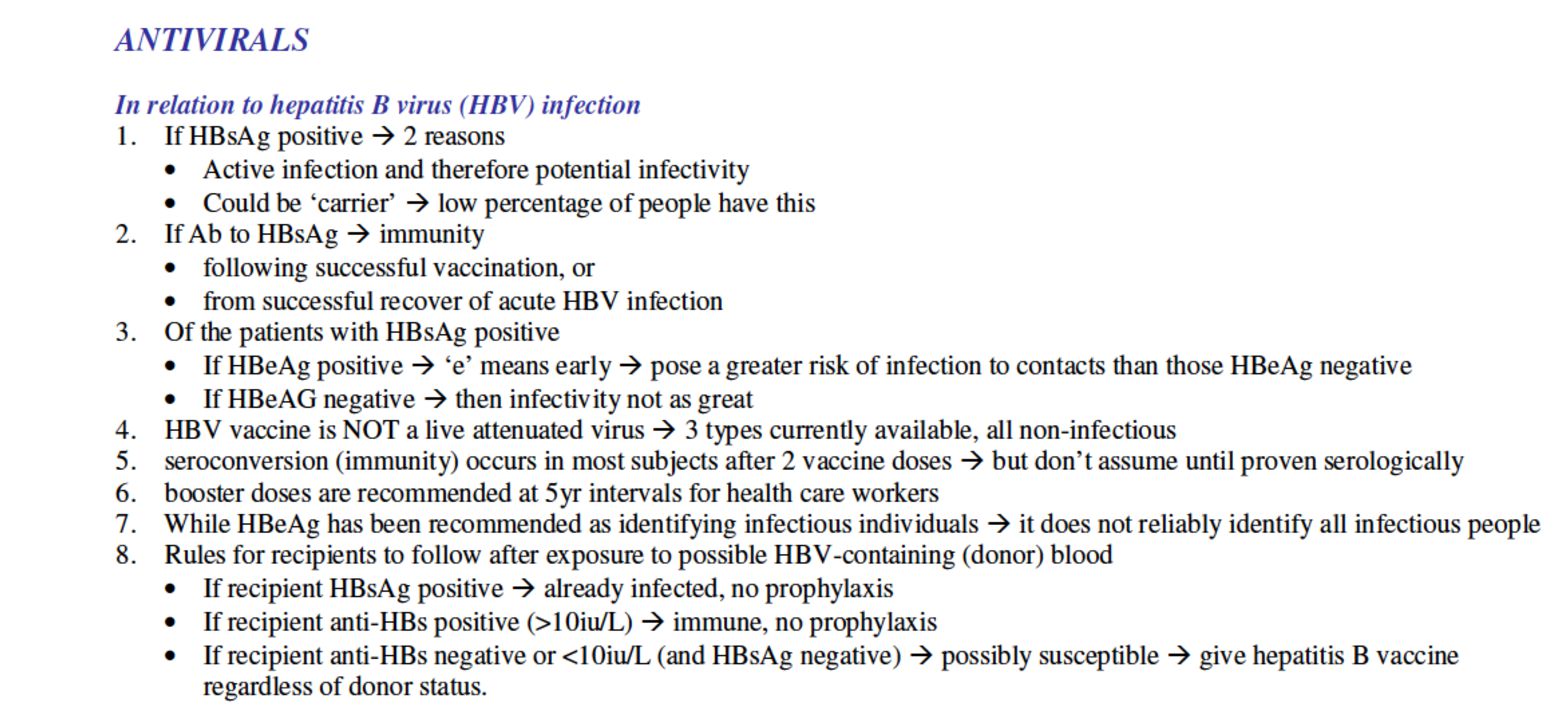 ANTIVIRALS
In relation to hepatitis B virus (HBV) infection
1. If HBsAg positive → 2 reasons
• Active infection and therefore potential infectivity
• Could be ‘carrier’ → low percentage of people have this
2. If Ab to HBsAg → immunity
• following successful vaccination, or
• from successful recover of acute HBV infection
3. Of the patients with HBsAg positive
• If HBeAg positive → ‘e’ means early → pose a greater risk of infection to contacts than those HBeAg negative
• If HBeAG negative → then infectivity not as great
4. HBV vaccine is NOT a live attenuated virus → 3 types currently available, all non-infectious
5. seroconversion (immunity) occurs in most subjects after 2 vaccine doses → but don’t assume until proven serologically
6. booster doses are recommended at 5yr intervals for health care workers
7. While HBeAg has been recommended as identifying infectious individuals → it does not reliably identify all infectious people
8. Rules for recipients to follow after exposure to possible HBV-containing (donor) blood
• If recipient HBsAg positive → already infected, no prophylaxis
• If recipient anti-HBs positive (>10iu/L) → immune, no prophylaxis
• If recipient anti-HBs negative or <10iu/L (and HBsAg negative) → possibly susceptible → give hepatitis B vaccine
regardless of donor status.